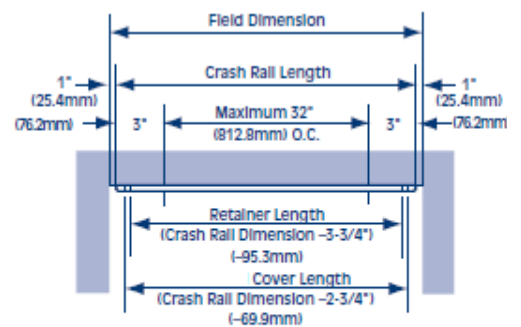 Field Dimension
Crash Rail Length
1"
(25.4mm)
1"
(25.4mm)
(76.2mm)
3"
Maximum 32"
(812.8mm) O.C.
3"
(76.2mm
Retainer Length
(Crash Rail Dimension –3-3/4")
(–95.3mm)
Cover Length
(Crash Rail Dimension –2-3/4")
(–69.9mm)